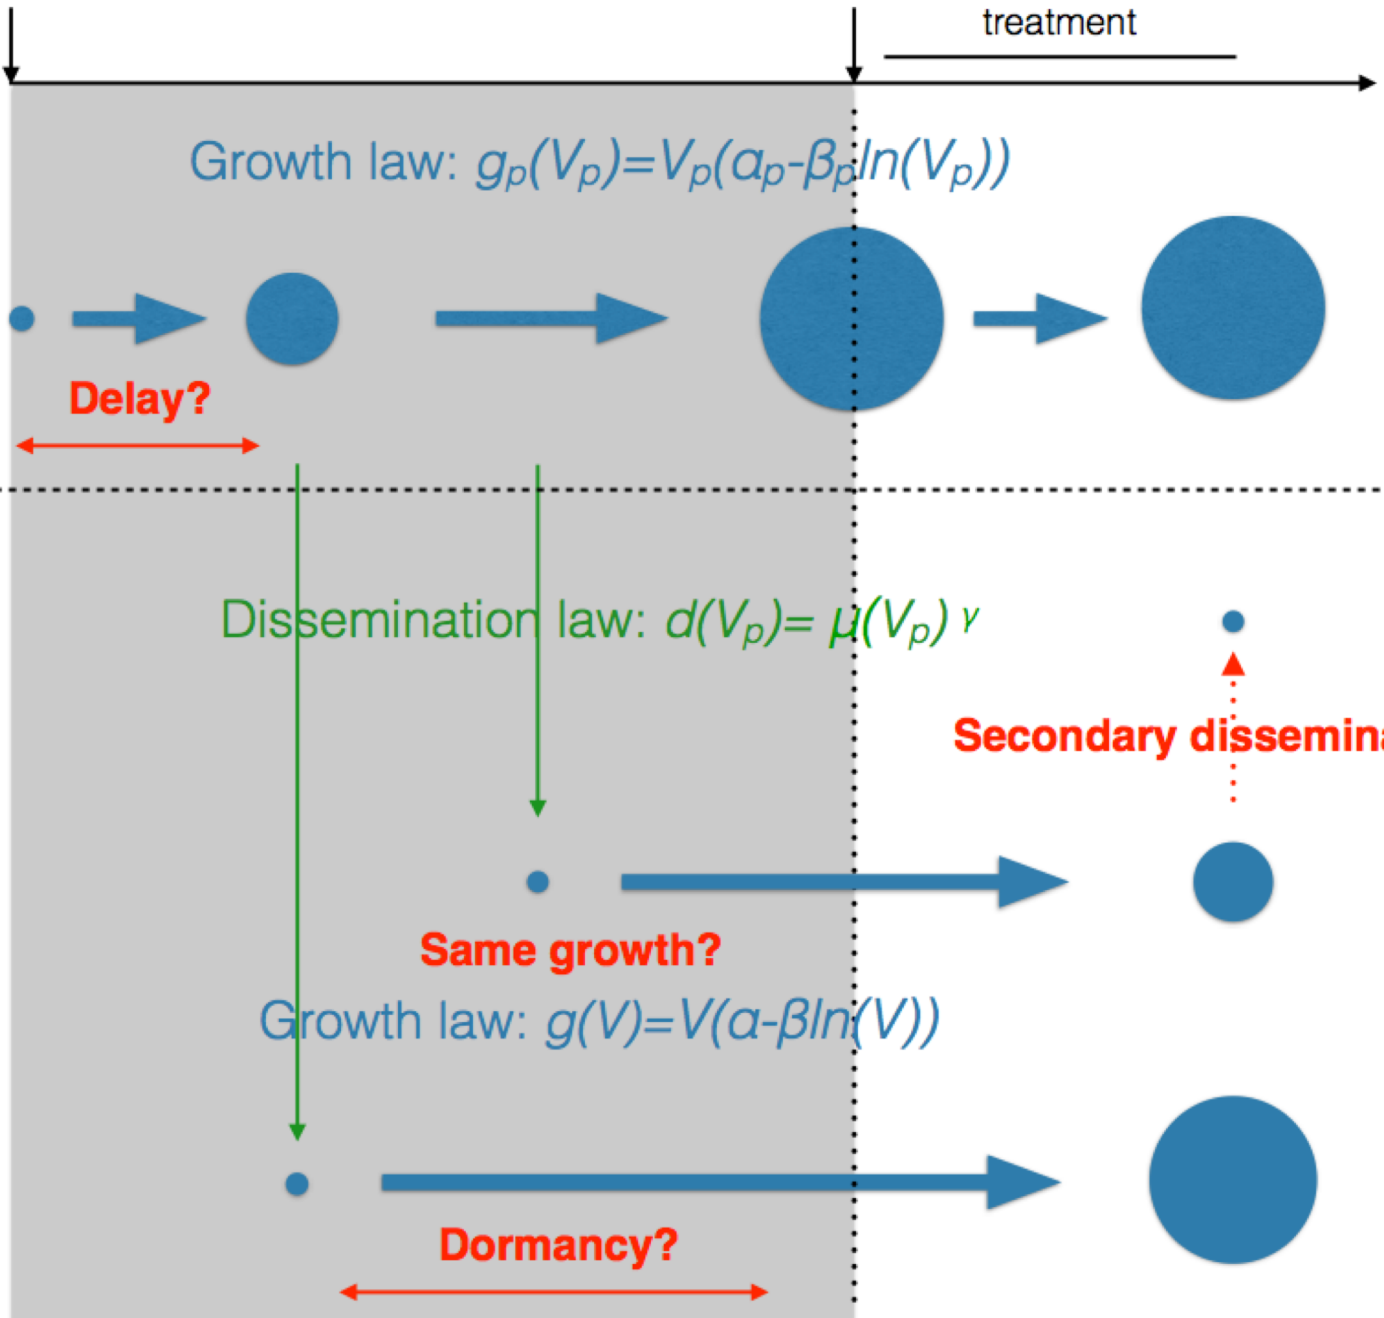 treatment
Growth law: gₚ(Vₚ)=Vₚ(αₚ-βₚln(Vₚ))
Delay?
Dissemination law: d(Vₚ)= μ(Vₚ) ᵞ
Secondary dissemina
Same growth?
Growth law: g(V)=V(α-βln(V))
Dormancy?